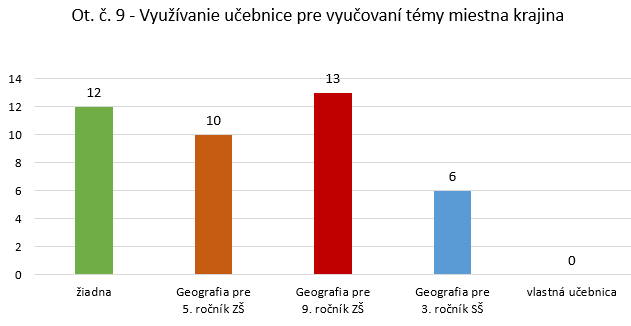 Ot. č. 9 - Využívanie učebnice pre vyučovaní témy miestna krajina
14
12
10
8
6
4
2
0
12
10
13
6
0
žiadna
Geografia pre
5. ročník ZŠ
Geografia pre
9. ročník ZŠ
Geografia pre
3. ročník SŠ
vlastná učebnica